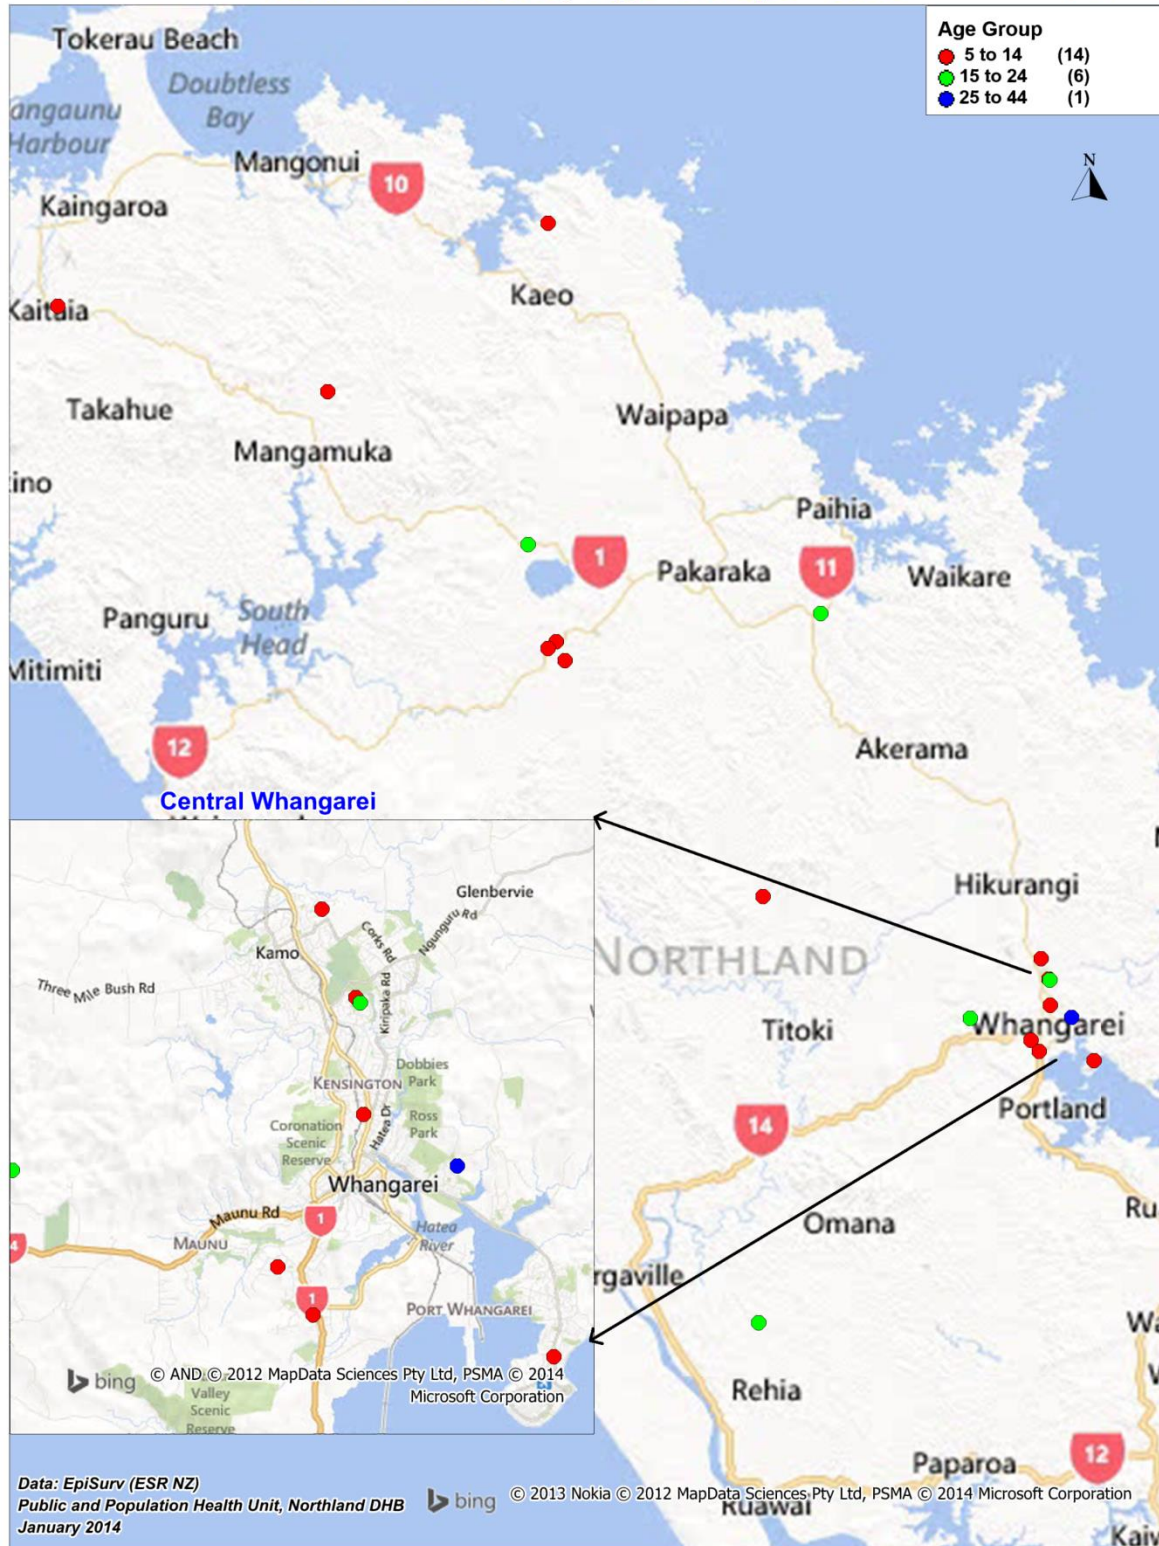 Tokerau Beach
Age Group
5 to 14 (14)
15 to 24 (6)
25 to 44 (1)
Doubtless
Bay
angaunu
Harbour
Mangonui
10
N
Kaingaroa
Kaeo
Kaitaia
Takahue
Waipapa
Mangamuka
ino
Paihia
1
11
Pakaraka
Waikare
Panguru
South
Head
Mitimiti
12
Akerama
Central Whangarei
Hikurangi
NORTHLAND
Titoki
Whangarei
Portland
14
Omana
Ru
rgaville
Wa
Rehia
Paparoa
12
Ruawai
Kaiw
Glenbervie
Kamo
Corks Rd
Ngunguru Rd
Three Mile Bush Rd
Kiripaka Rd
Dobbies
Park
KENSINGTON
Ross
Park
Hatea Dr
Coronation
Scenic
Reserve
Whangarei
Maunu Rd
1
Hatea
River
MAUNU
4
1
PORT WHANGAREI
bing
© AND © 2012 MapData Sciences Pty Ltd, PSMA © 2014
Microsoft Corporation
Valley
Scenic
Reserve
Data: EpiSurv (ESR NZ)
Public and Population Health Unit, Northland DHB
January 2014
bing
© 2013 Nokia © 2012 MapData Sciences Pty Ltd, PSMA © 2014 Microsoft Corporation